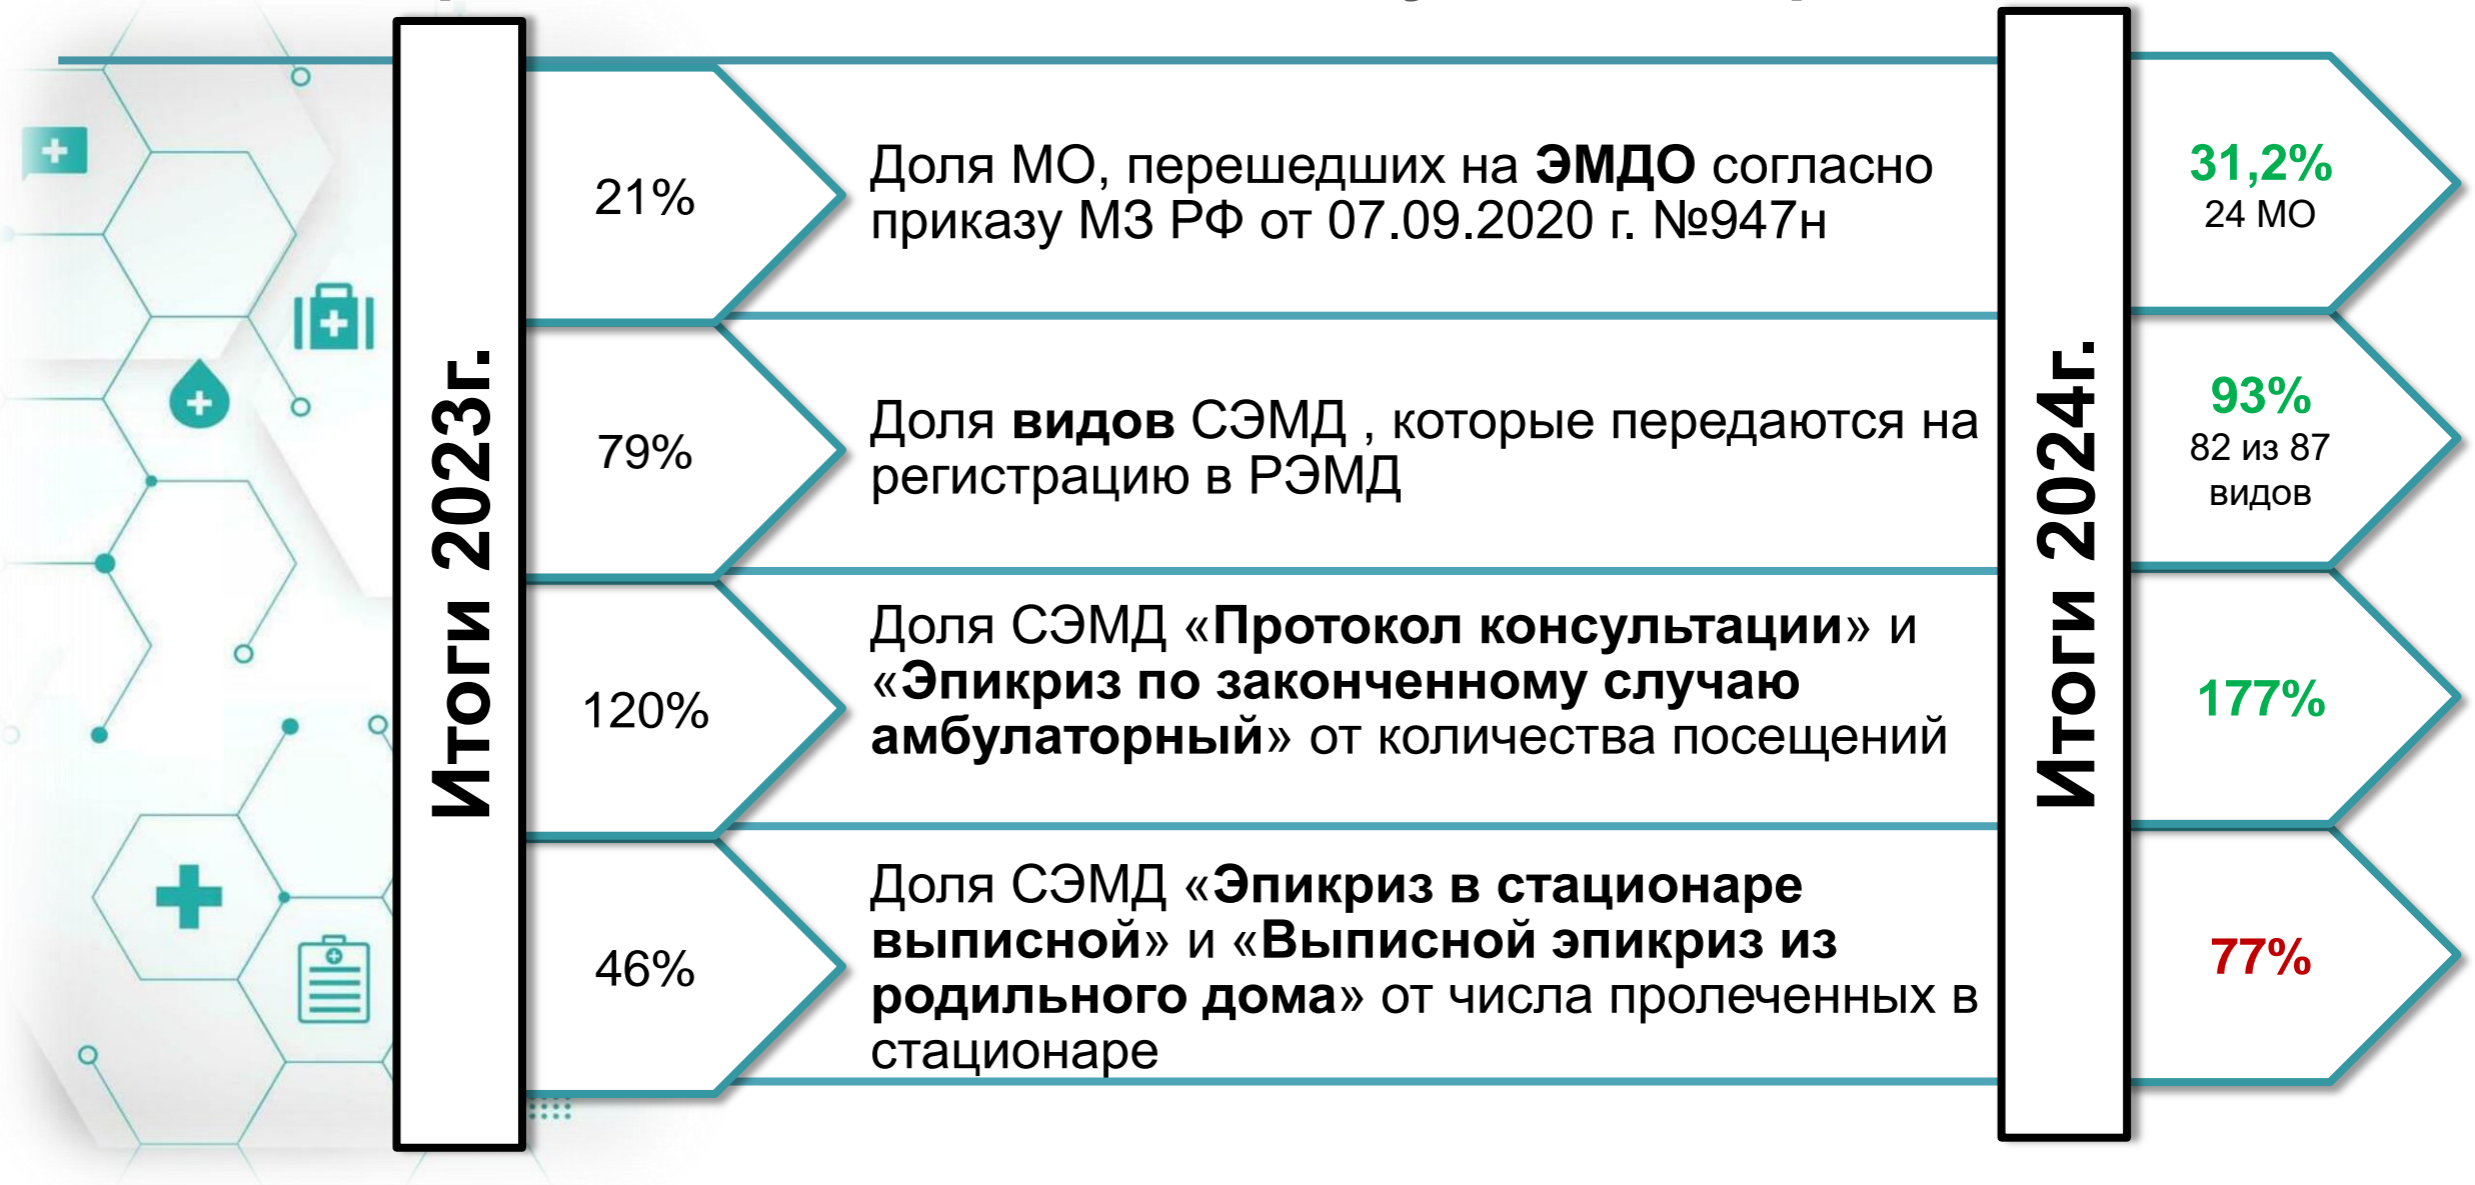 Итоги 2023г.
21%
Доля МО, перешедших на ЭМДО согласно
приказу МЗ РФ от 07.09.2020 г. №947н
79%
Доля видов СЭМД , которые передаются на
регистрацию в РЭМД
120%
Доля СЭМД «Протокол консультации» и
«Эпикриз по законченному случаю
амбулаторный» от количества посещений
46%
Доля СЭМД «Эпикриз в стационаре
выписной» и «Выписной эпикриз из
родильного дома» от числа пролеченных в
стационаре
Итоги 2024г.
31,2%
24 МО
93%
82 из 87
видов
177%
77%